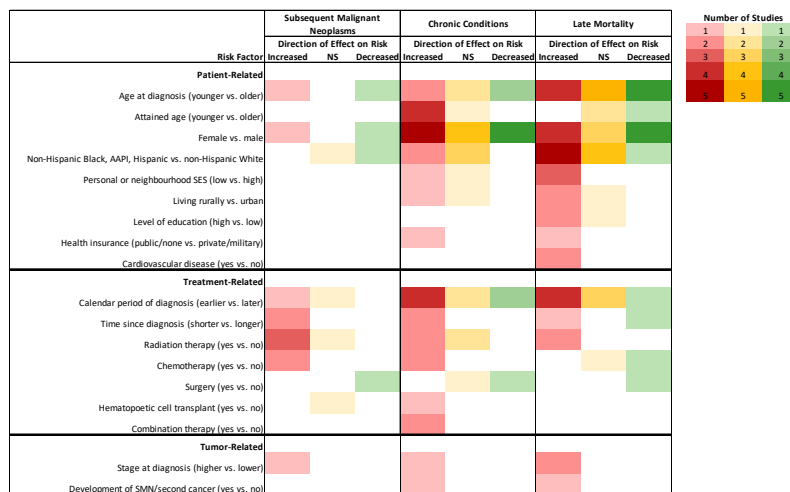 Subsequent Malignant Neoplasms Chronic Conditions Late Mortality
Direction of Effect on Risk Direction of Effect on Risk Direction of Effect on Risk
Risk Factor Increased NS Decreased Increased NS Decreased Increased NS Decreased
Patient-Related
Age at diagnosis (younger vs. older)
Attained age (younger vs. older)
Female vs. male
Non-Hispanic Black, AAPI, Hispanic vs. non-Hispanic White
Personal or neighbourhood SES (low vs. high)
Living rurally vs. urban
Level of education (high vs. low)
Health insurance (public/none vs. private/military)
Cardiovascular disease (yes vs. no)
Treatment-Related
Calendar period of diagnosis (earlier vs. later)
Time since diagnosis (shorter vs. longer)
Radiation therapy (yes vs. no)
Chemotherapy (yes vs. no)
Surgery (yes vs. no)
Hematopoetic cell transplant (yes vs. no)
Combination therapy (yes vs. no)
Tumor-Related
Stage at diagnosis (higher vs. lower)
Development of SMN/second cancer (yes vs. no)
Number of Studies
1 1 1
2 2 2
3 3 3
4 4 4
5 5 5